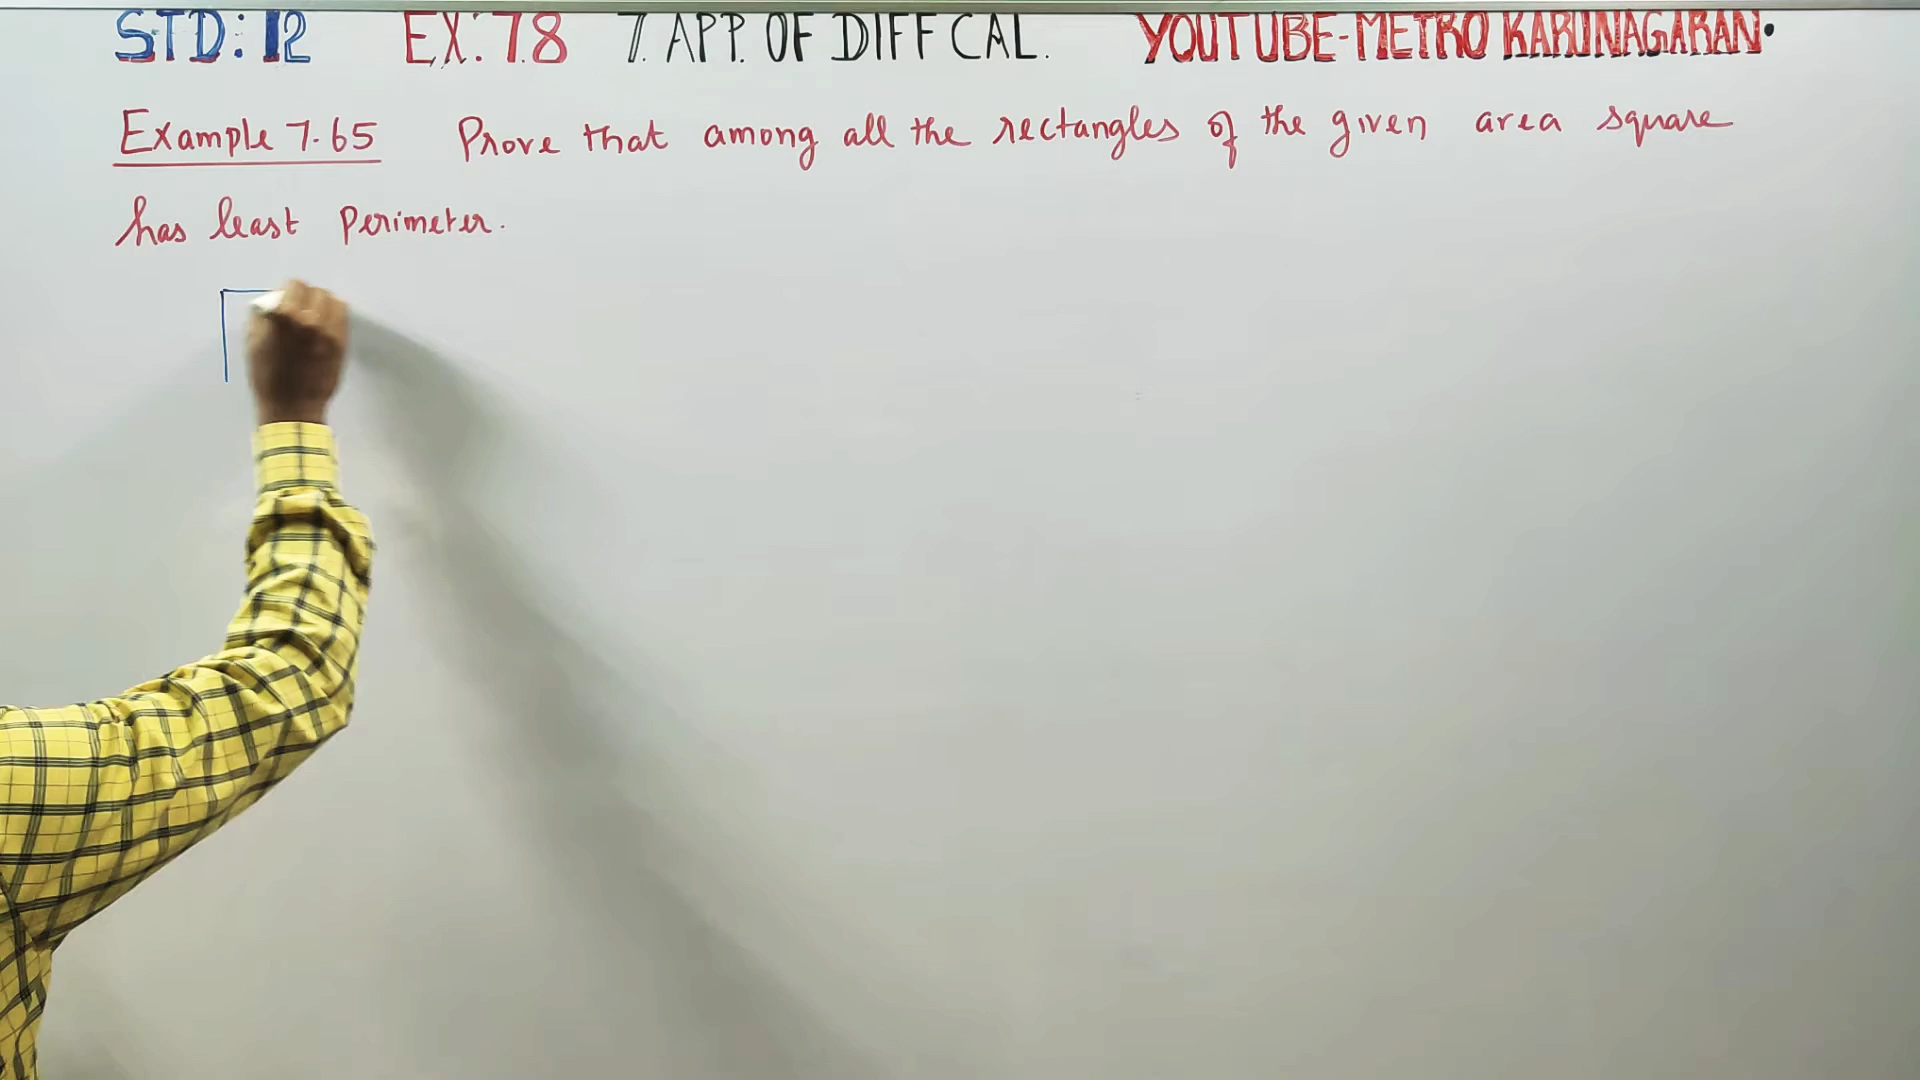 STD: 12 EX: 7.8 7. APP. OF DIFF CAL. YOUTUBE-METRO KARUNAGARAN.
Example 7.65 Prove that among all the rectangles of the given area square
has least perimeter.